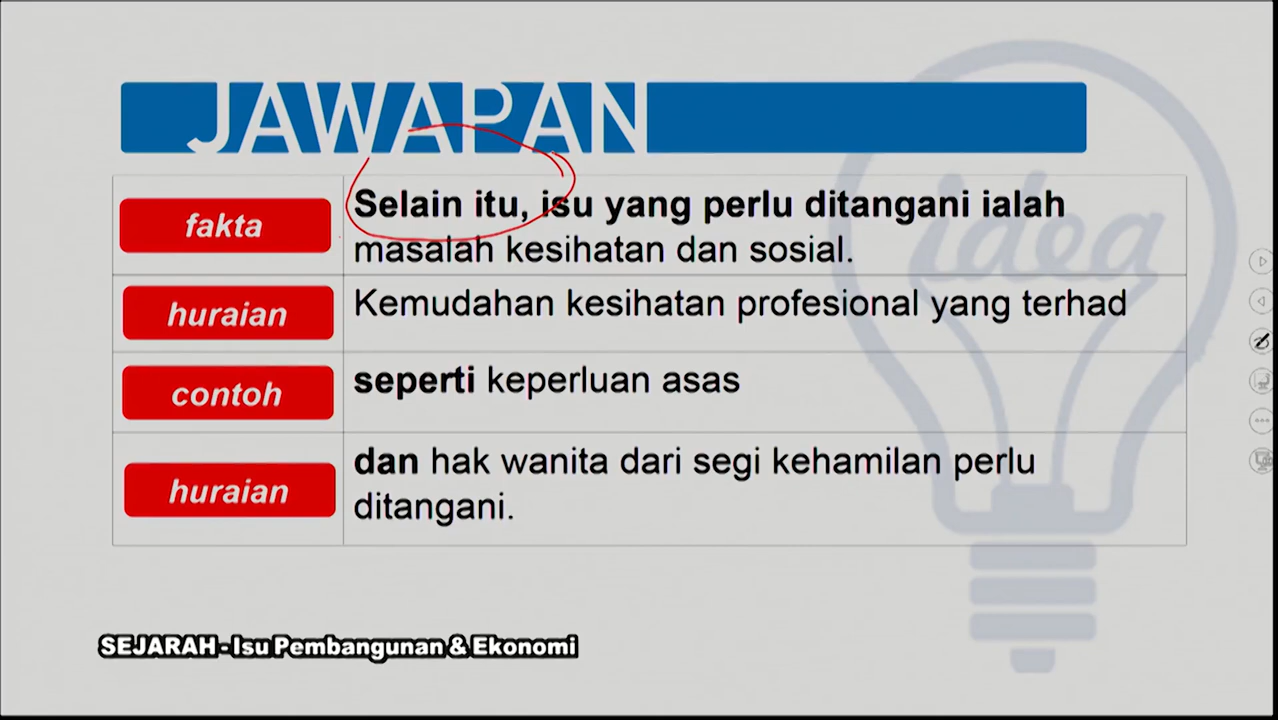 JAWAPAN
fakta
Selain itu, isu yang perlu ditangani ialah
masalah kesihatan dan sosial.
huraian
Kemudahan kesihatan profesional yang terhad
contoh
seperti keperluan asas
huraian
dan hak wanita dari segi kehamilan perlu
ditangani.
idea
SEJARAH - Isu Pembangunan & Ekonomi